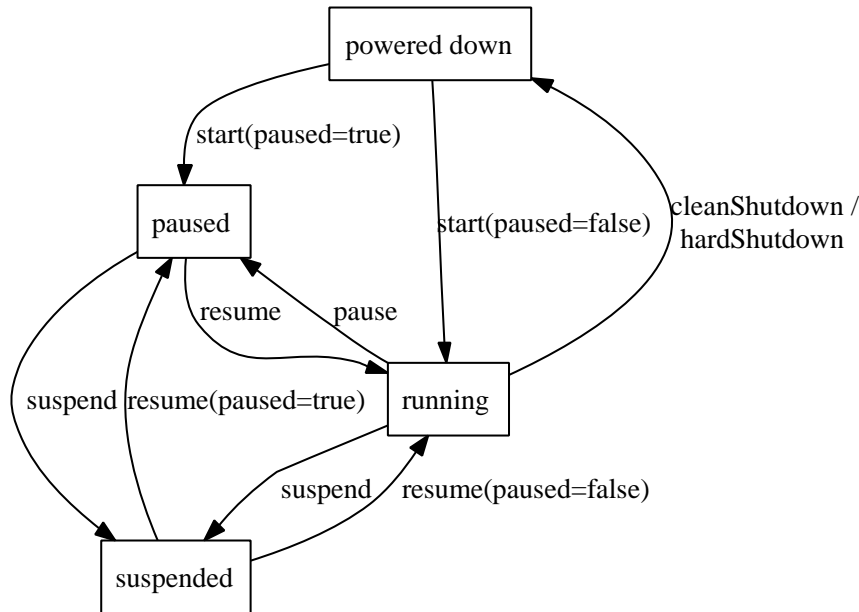 powered down
start(paused=true)
paused
start(paused=false)
cleanShutdown /
hardShutdown
resume
pause
suspend
resume(paused=true)
running
suspend
resume(paused=false)
suspended